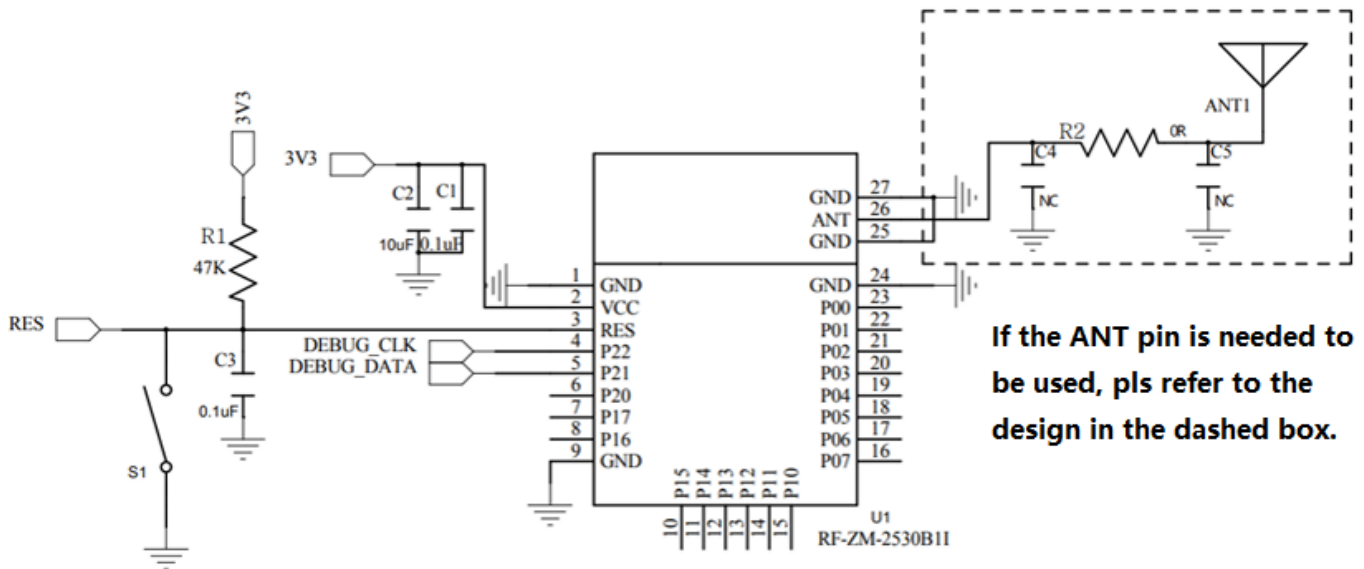 3V3
R1
47K
RES
S1
C3
0.1uF
3V3
C2
C1
10uF
0.1uF
DEBUG_CLK
DEBUG_DATA
1 GND
2 VCC
3 RES
4 P22
5 P21
6 P20
7 P17
8 P16
9 GND
10 P15
11 P14
12 P13
13 P12
14 P11
15 P10
GND 27
ANT 26
GND 25
GND 24
P00 23
P01 22
P02 21
P03 20
P04 19
P05 18
P06 17
P07 16
U1
RF-ZM-2530B1I
C4
NC
R2
0R
C5
NC
ANT1
If the ANT pin is needed to
be used, pls refer to the
design in the dashed box.